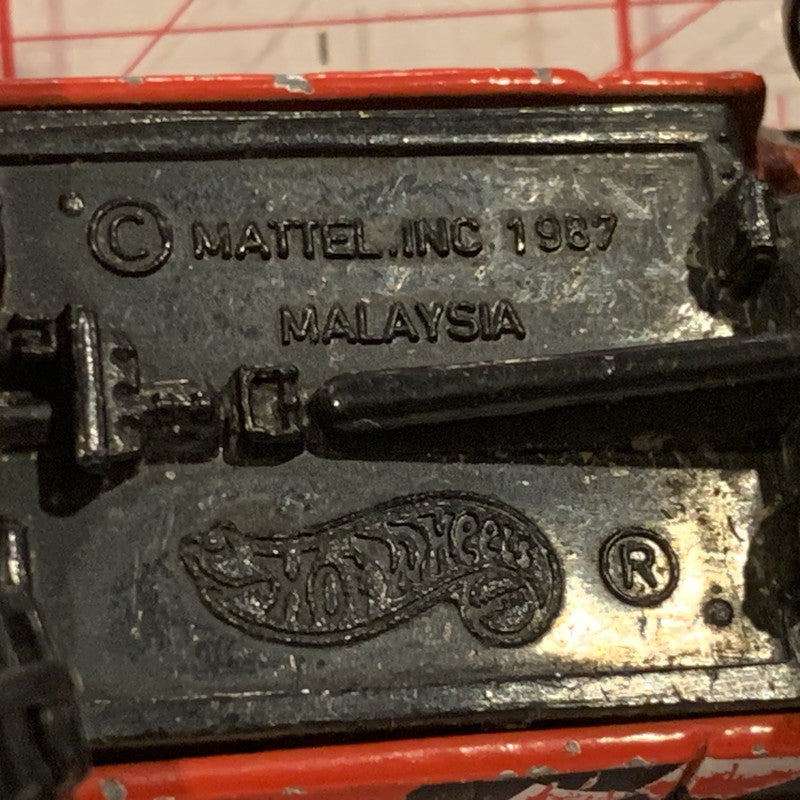 © MATTEL.INC 1987
MALAYSIA
HOT WHeels ®